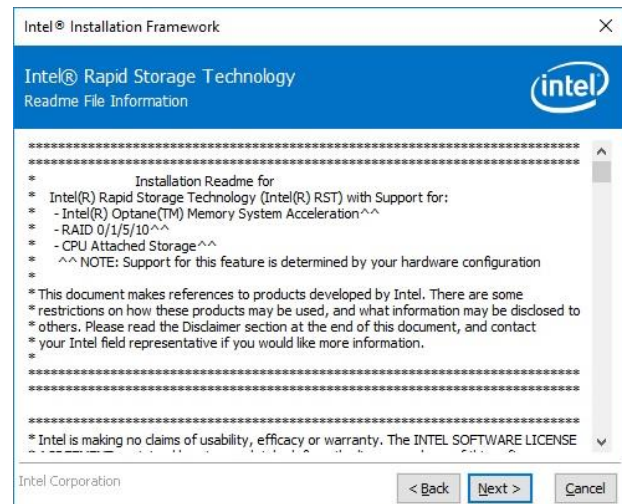 Intel® Installation Framework
Intel® Rapid Storage Technology
Readme File Information
intel
*******************************************************************************
*******************************************************************************
* Installation Readme for
* Intel(R) Rapid Storage Technology (Intel(R) RST) with Support for:
* - Intel(R) Optane(TM) Memory System Acceleration^^
* - RAID 0/1/5/10^^
* - CPU Attached Storage^^
* ^^ NOTE: Support for this feature is determined by your hardware configuration
*
* This document makes references to products developed by Intel. There are some
* restrictions on how these products may be used, and what information may be disclosed to
* others. Please read the Disclaimer section at the end of this document, and contact
* your Intel field representative if you would like more information.
*
*******************************************************************************
*******************************************************************************
*******************************************************************************
* Intel is making no claims of usability, efficacy or warranty. The INTEL SOFTWARE LICENSE
Intel Corporation
< Back
Next >
Cancel